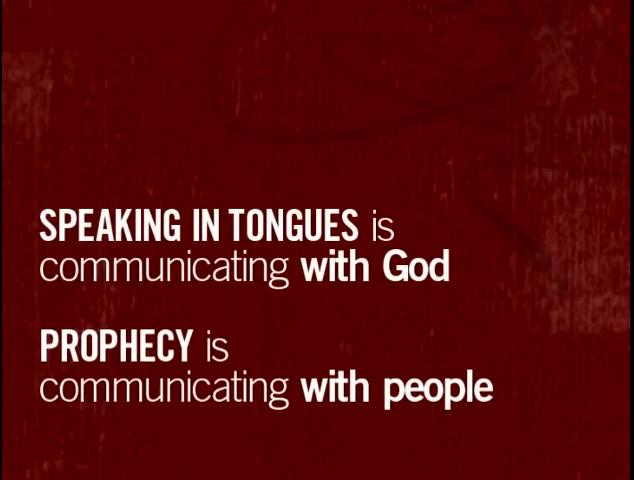 SPEAKING IN TONGUES is
communicating with God
PROPHECY is
communicating with people